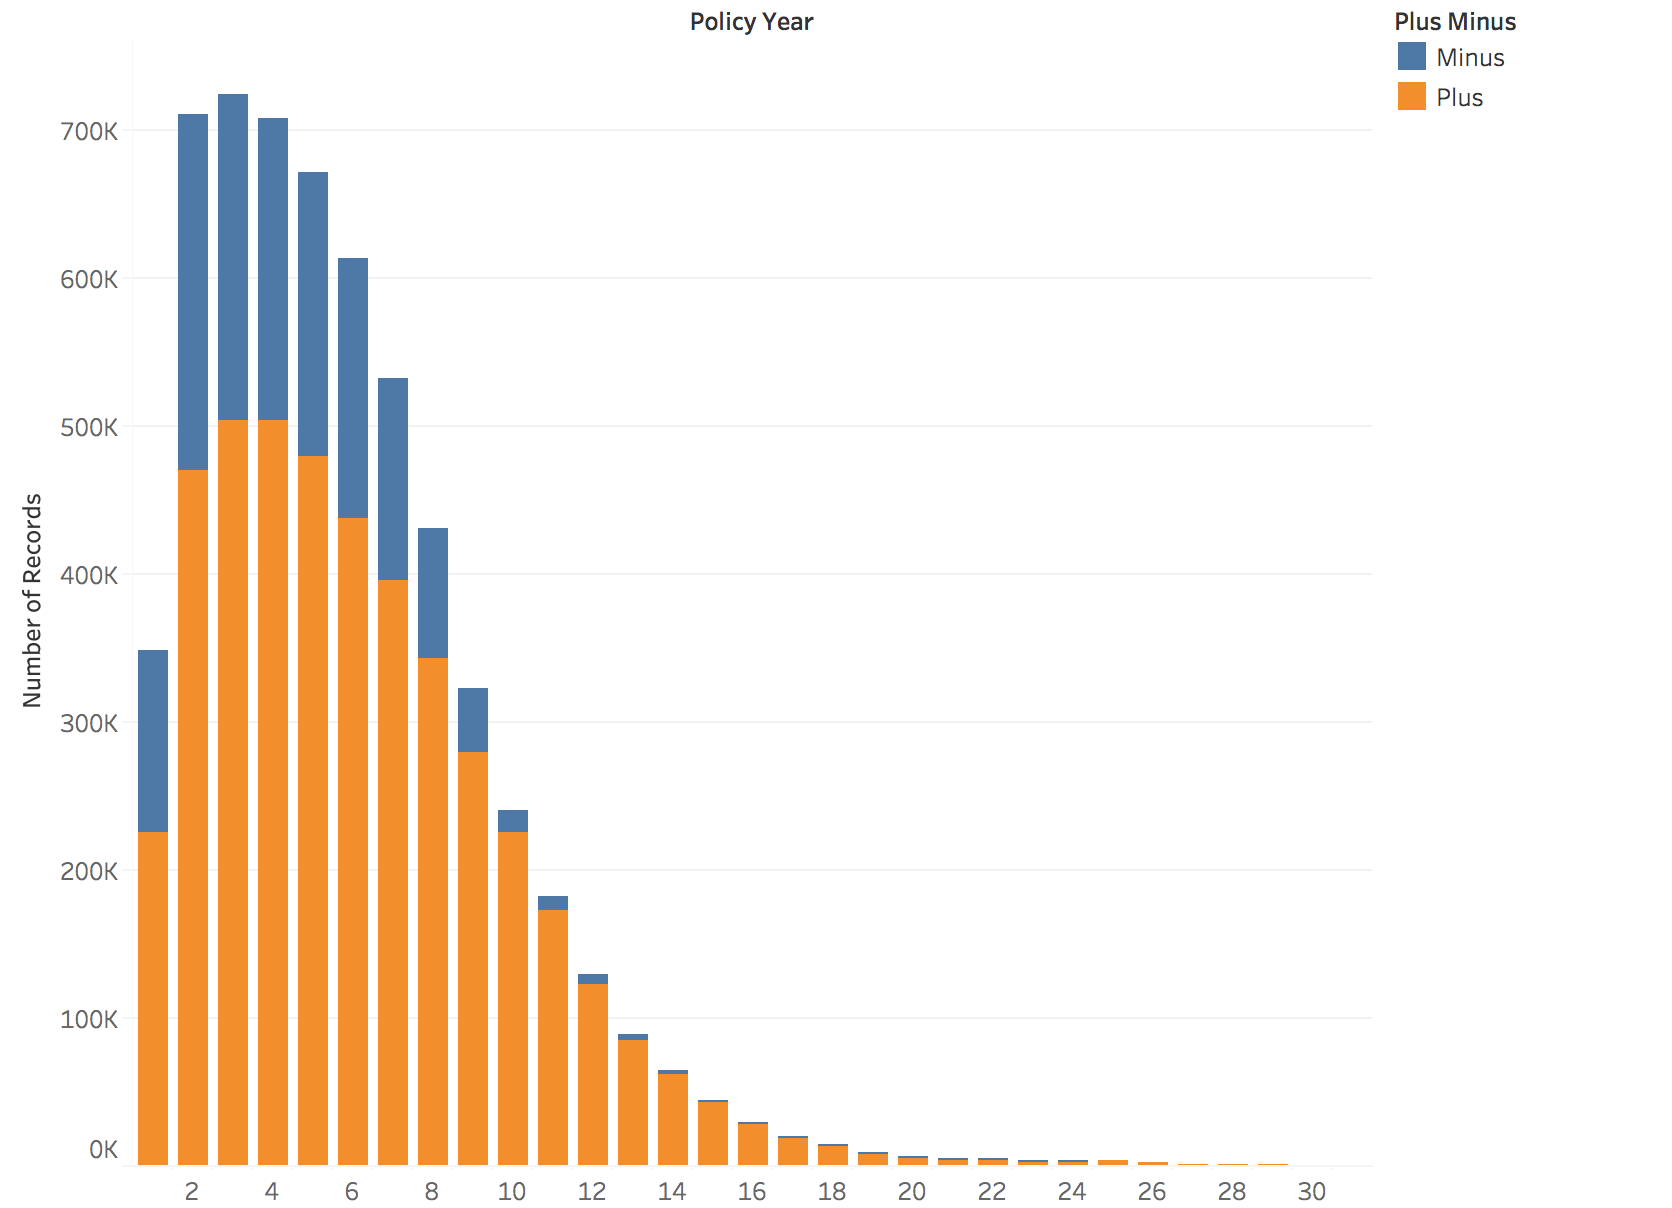 Policy Year
Plus Minus
Minus
Plus
Number of Records
700K
600K
500K
400K
300K
200K
100K
0K
2 4 6 8 10 12 14 16 18 20 22 24 26 28 30